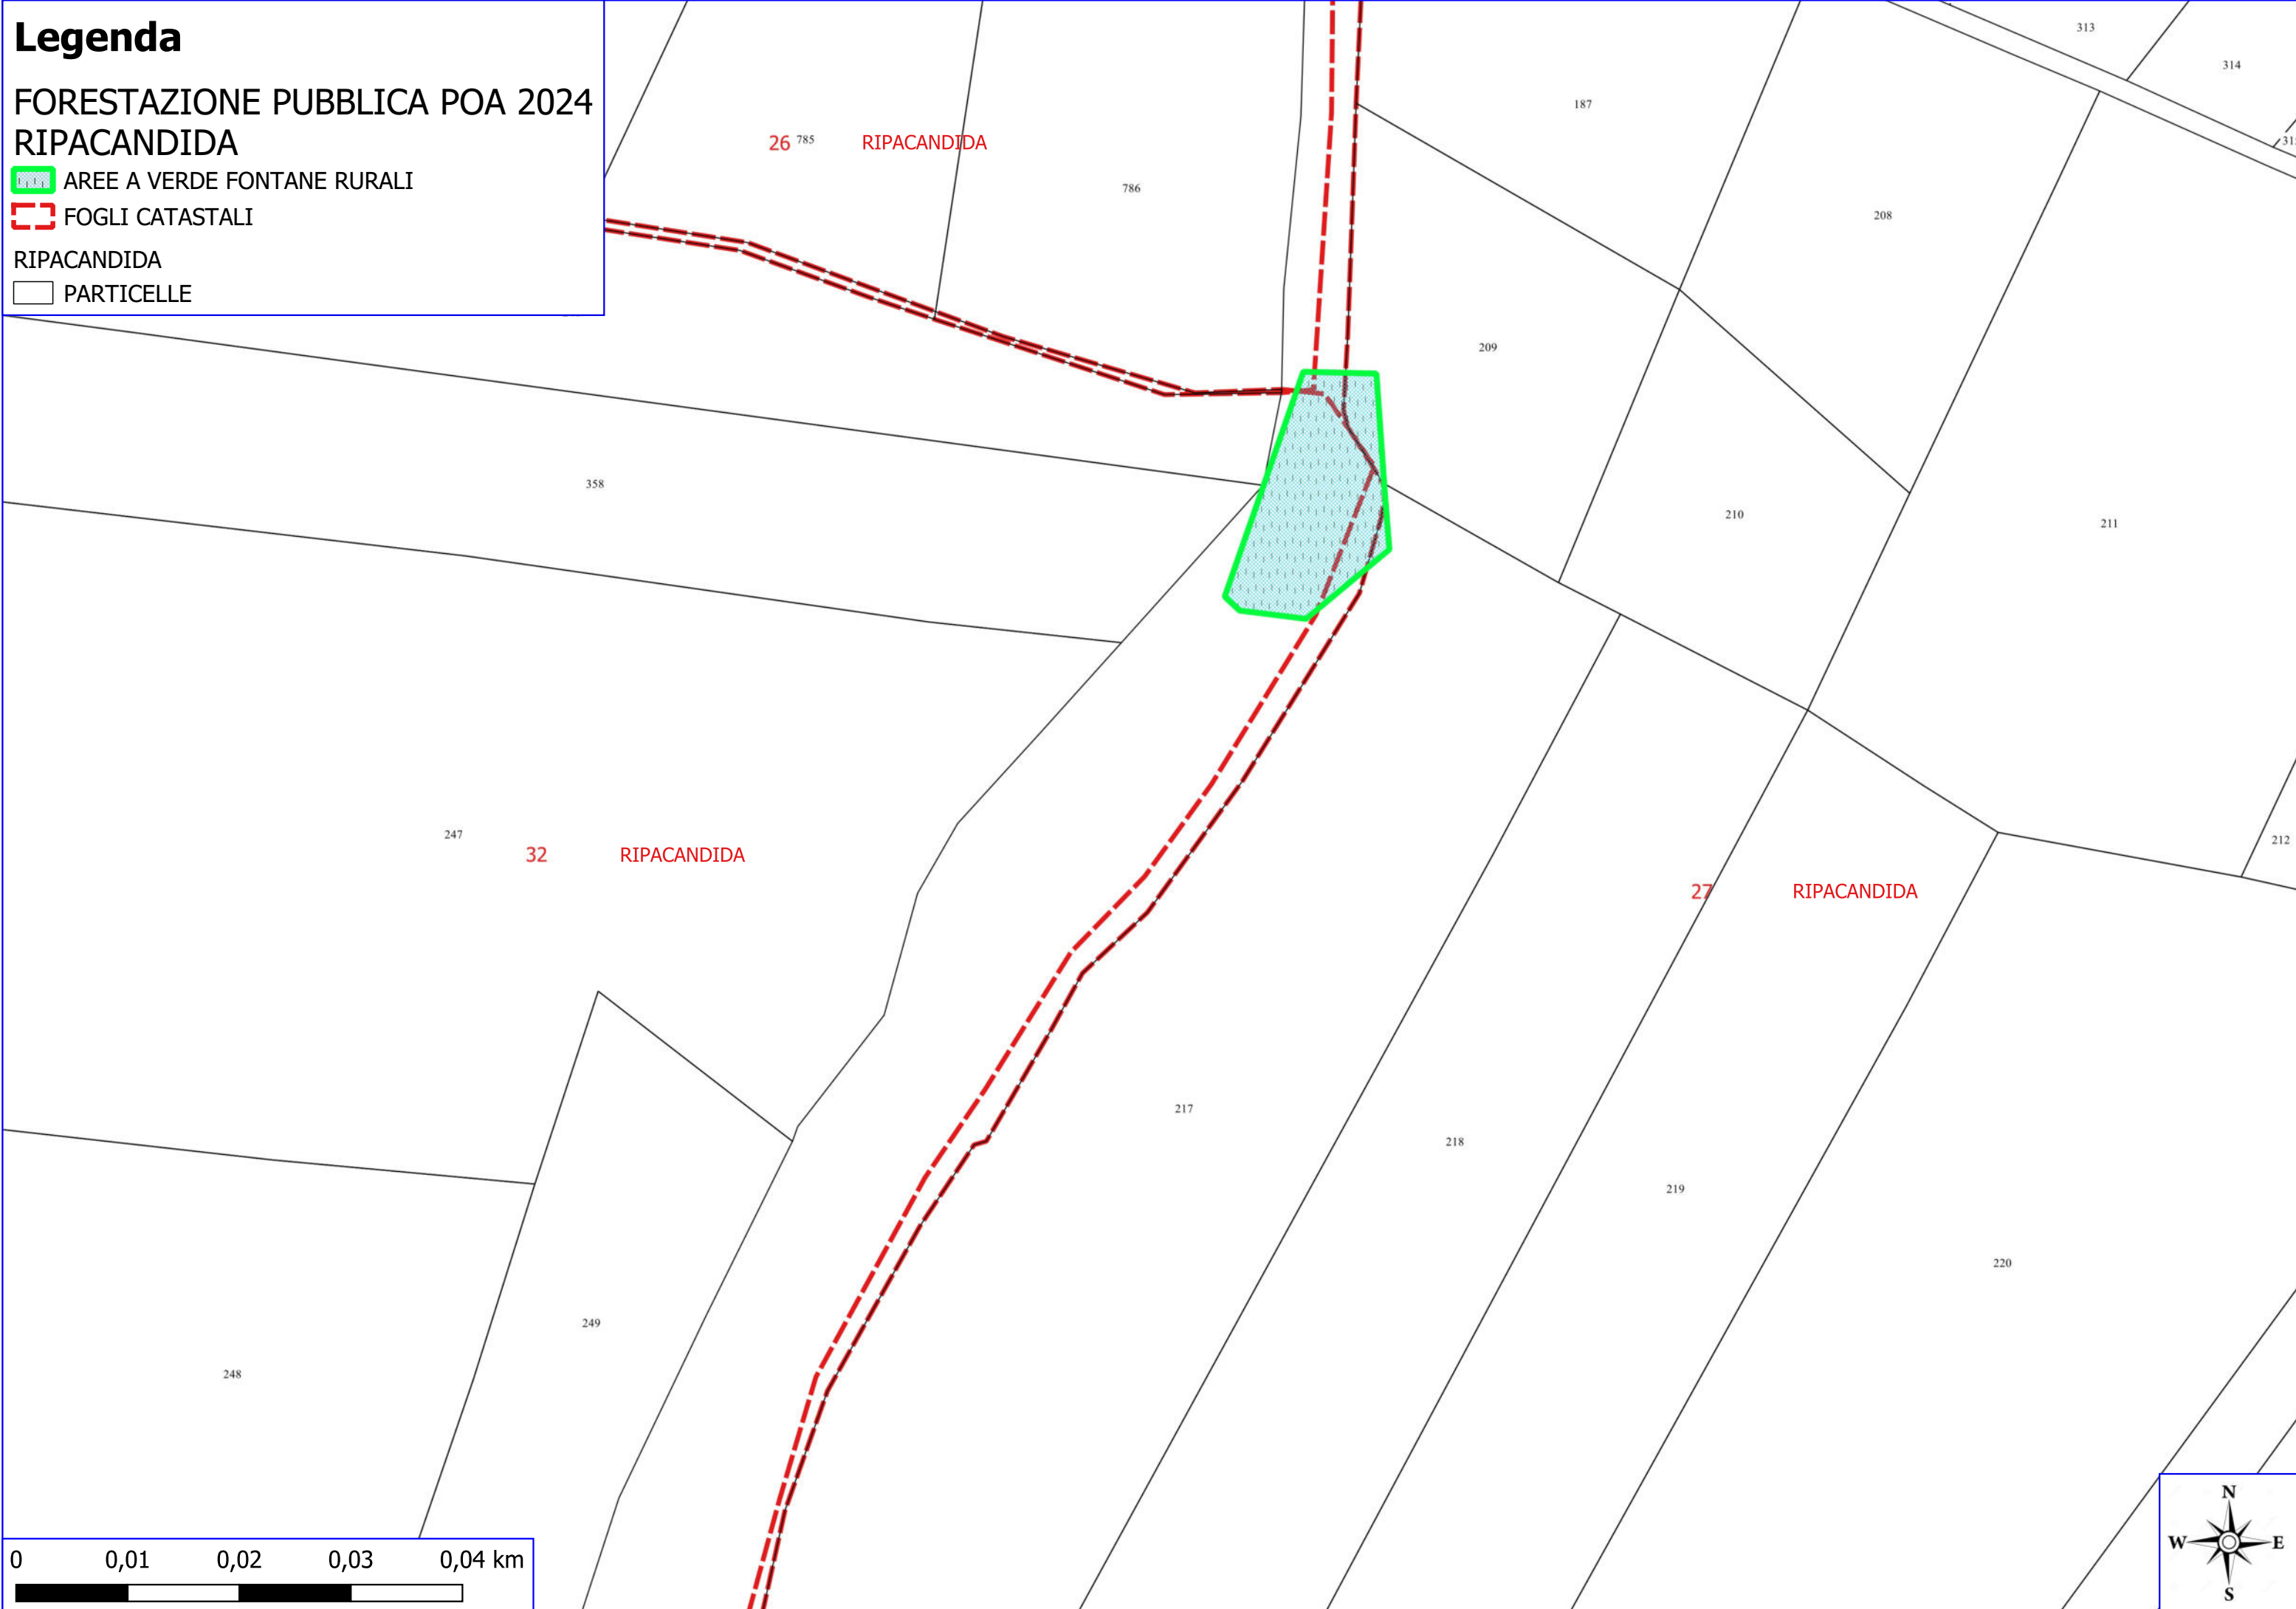 Legenda
FORESTAZIONE PUBBLICA POA 2024
RIPACANDIDA
AREE A VERDE FONTANE RURALI
FOGLI CATASTALI
RIPACANDIDA
PARTICELLE
313
314
187
26 785 RIPACANDIDA
786
208
209
358
210
211
247
32 RIPACANDIDA
212
27 RIPACANDIDA
217
218
219
220
249
248
0 0,01 0,02 0,03 0,04 km
N
W E
S